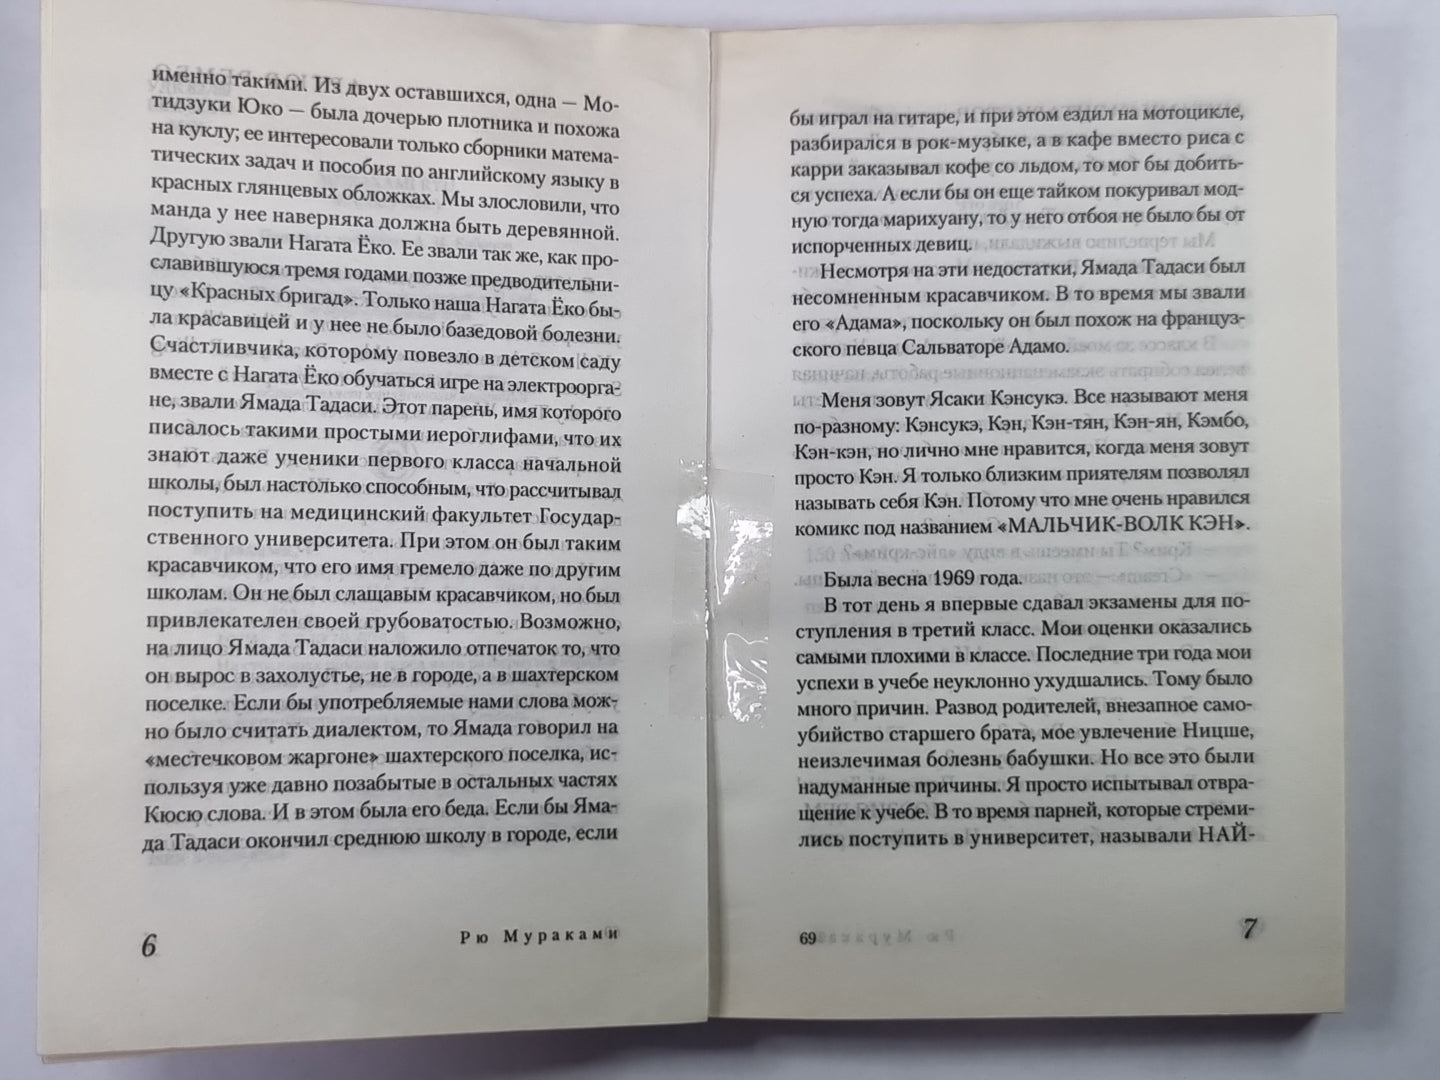 именно такими. Из двух оставшихся, одна — Мо-
тидзуки Юко — была дочерью плотника и похожа
на куклу; ее интересовали только сборники матема-
тических задач и пособия по английскому языку в
красных глянцевых обложках. Мы злословили, что
манда у нее наверняка должна быть деревянной.
Другую звали Нагата Ёко. Ее звали так же, как про-
славившуюся тремя годами позже предводительни-
цу «Красных бригад». Только наша Нагата Ёко бы-
ла красавицей и у нее не было базедовой болезни.
Счастливчика, которому повезло в детском саду
вместе с Нагата Ёко обучаться игре на электроорга-
не, звали Ямада Тадаси. Этот парень, имя которого
писалось такими простыми иероглифами, что их
знают даже ученики первого класса начальной
школы, был настолько способным, что рассчитывал
поступить на медицинский факультет Государ-
ственного университета. При этом он был таким
красавчиком, что его имя гремело даже по другим
школам. Он не был слащавым красавчиком, но был
привлекателен своей грубоватостью. Возможно,
на лицо Ямада Тадаси наложило отпечаток то, что
он вырос в захолустье, не в городе, а в шахтерском
поселке. Если бы употребляемые нами слова мож-
но было считать диалектом, то Ямада говорил на
«местечковом жаргоне» шахтерского поселка, ис-
пользуя уже давно позабытые в остальных частях
Кюсю слова. И в этом была его беда. Если бы Яма-
да Тадаси окончил среднюю школу в городе, если
6 Рю Мураками
бы играл на гитаре, и при этом ездил на мотоцикле,
разбирался в рок-музыке, а в кафе вместо риса с
карри заказывал кофе со льдом, то мог бы добить-
ся успеха. А если бы он еще тайком покуривал мод-
ную тогда марихуану, то у него отбоя не было бы от
испорченных девиц.
Несмотря на эти недостатки, Ямада Тадаси был
несомненным красавчиком. В то время мы звали
его «Адама», поскольку он был похож на француз-
ского певца Сальваторе Адамо.
Меня зовут Ясаки Кэнсукэ. Все называют меня
по-разному: Кэнсукэ, Кэн, Кэн-тян, Кэн-ян, Кэмбо,
Кэн-кэн, но лично мне нравится, когда меня зовут
просто Кэн. Я только близким приятелям позволял
называть себя Кэн. Потому что мне очень нравился
комикс под названием «МАЛЬЧИК-ВОЛК КЭН».
Была весна 1969 года.
В тот день я впервые сдавал экзамены для по-
ступления в третий класс. Мои оценки оказались
самыми плохими в классе. Последние три года мои
успехи в учебе неуклонно ухудшались. Тому было
много причин. Развод родителей, внезапное само-
убийство старшего брата, мое увлечение Ницше,
неизлечимая болезнь бабушки. Но все это были
надуманные причины. Я просто испытывал отвра-
щение к учебе. В то время парней, которые стреми-
лись поступить в университет, называли НАЙ-
69 7